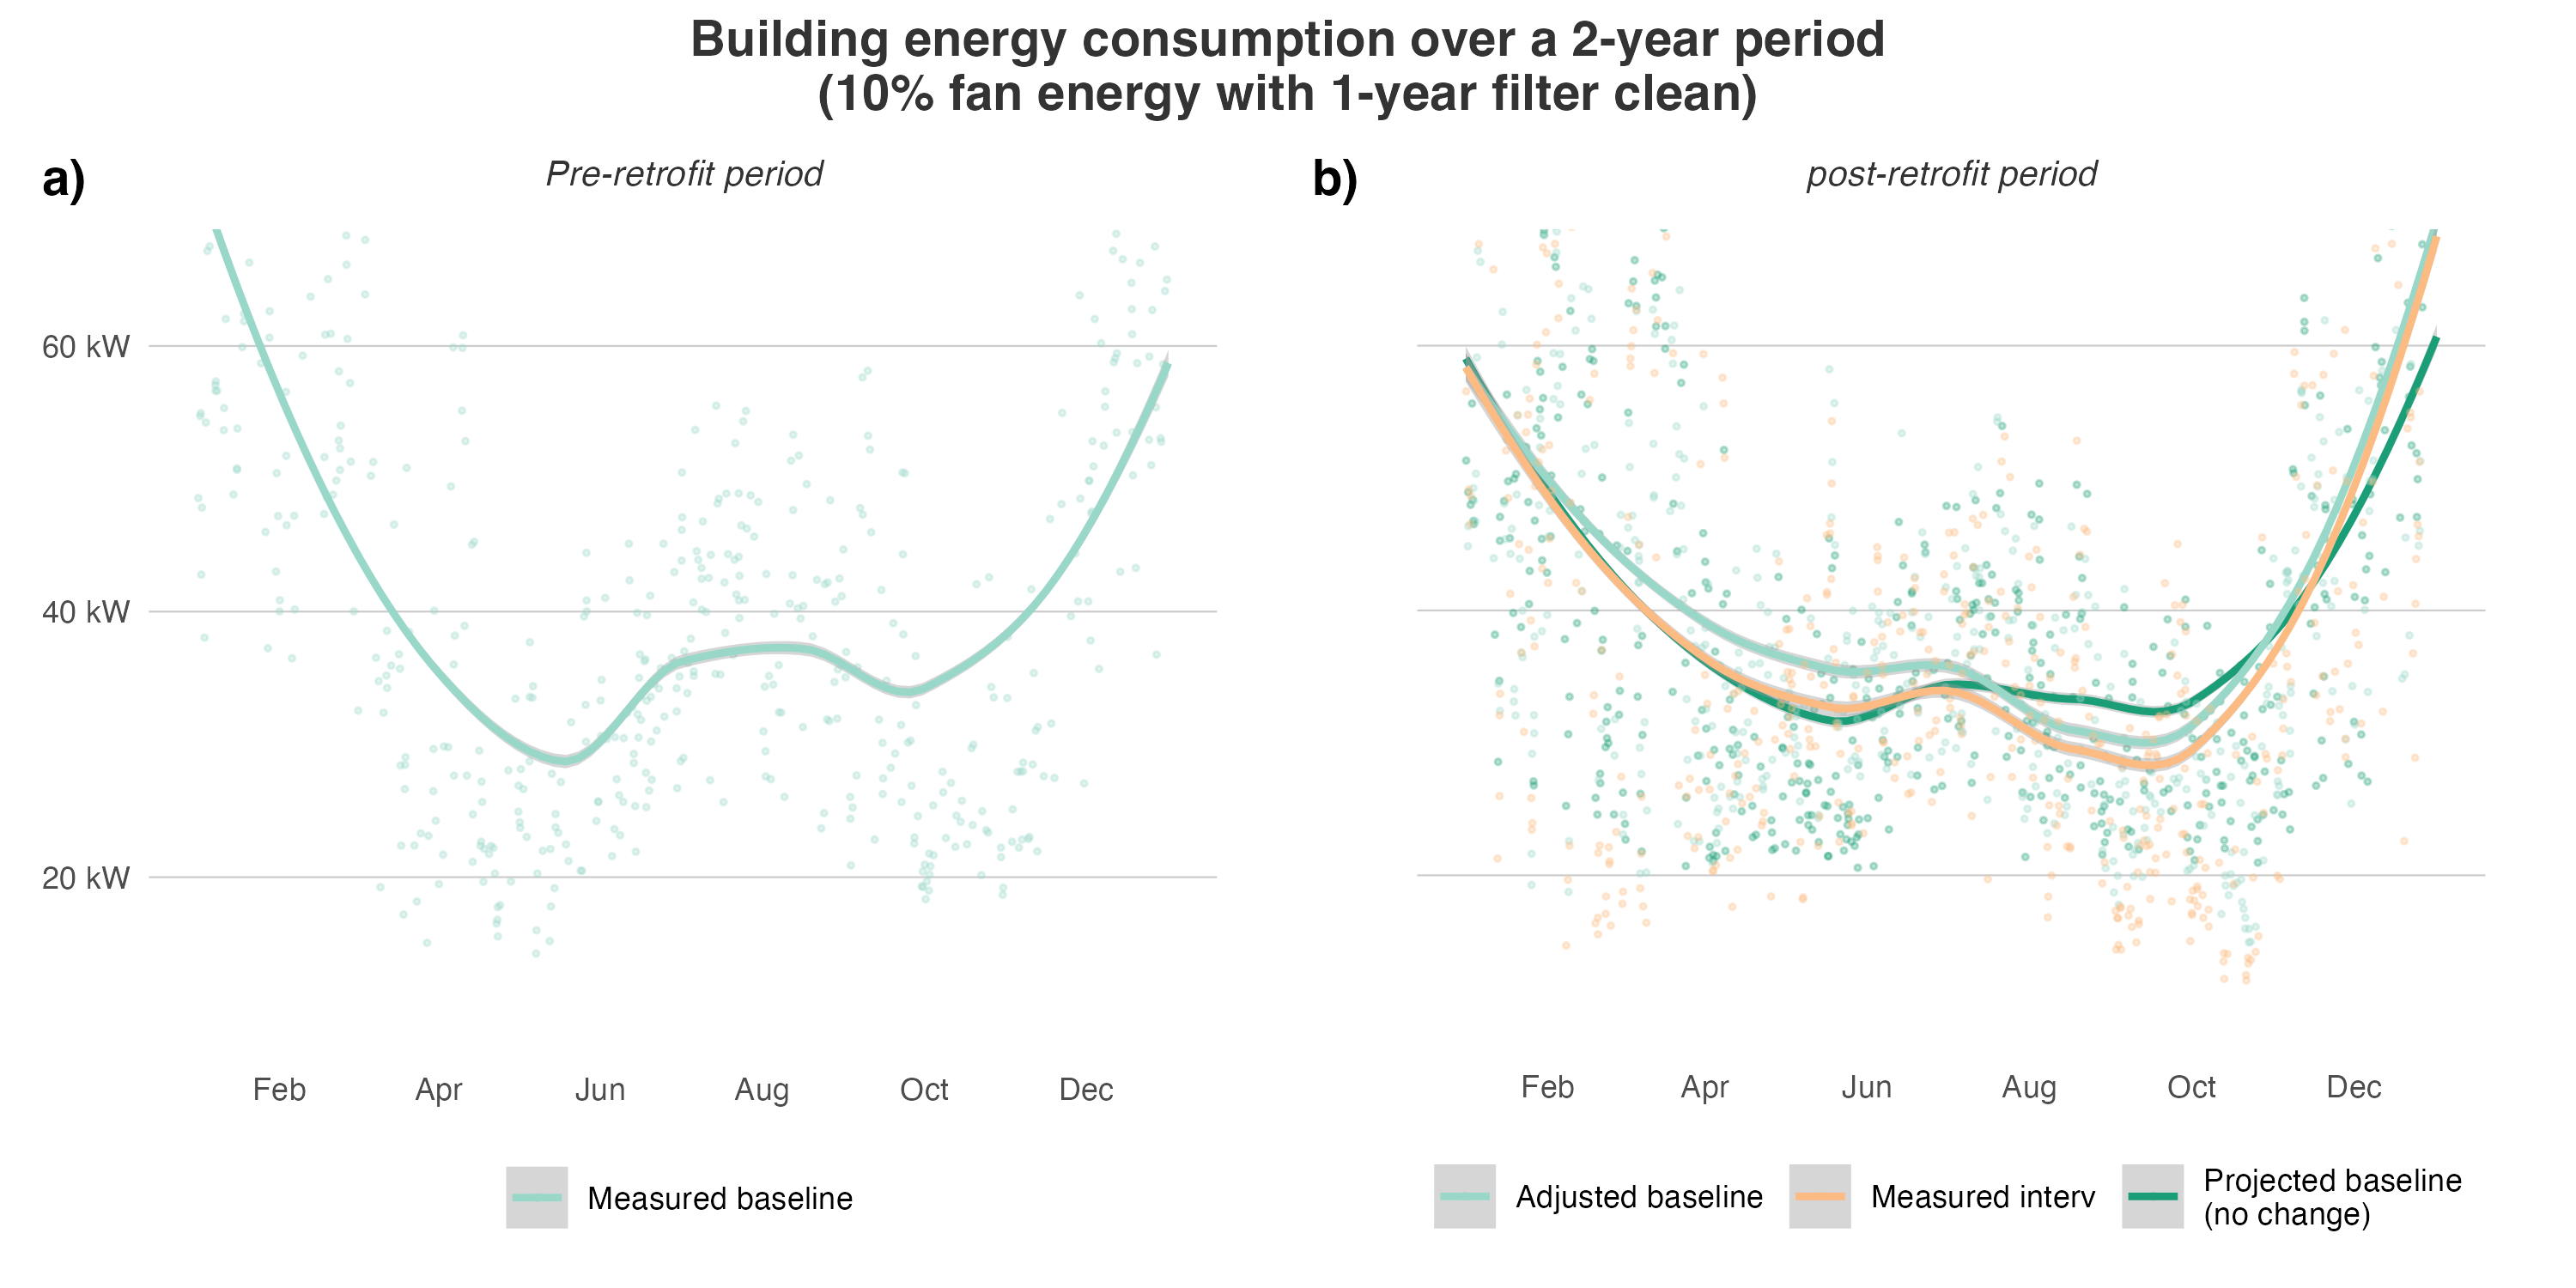 Building energy consumption over a 2-year period
(10% fan energy with 1-year filter clean)
a)
Pre-retrofit period
60 kW
40 kW
20 kW
Feb Apr Jun Aug Oct Dec
Measured baseline
b)
post-retrofit period
Feb Apr Jun Aug Oct Dec
Adjusted baseline
Measured interv
Projected baseline
(no change)